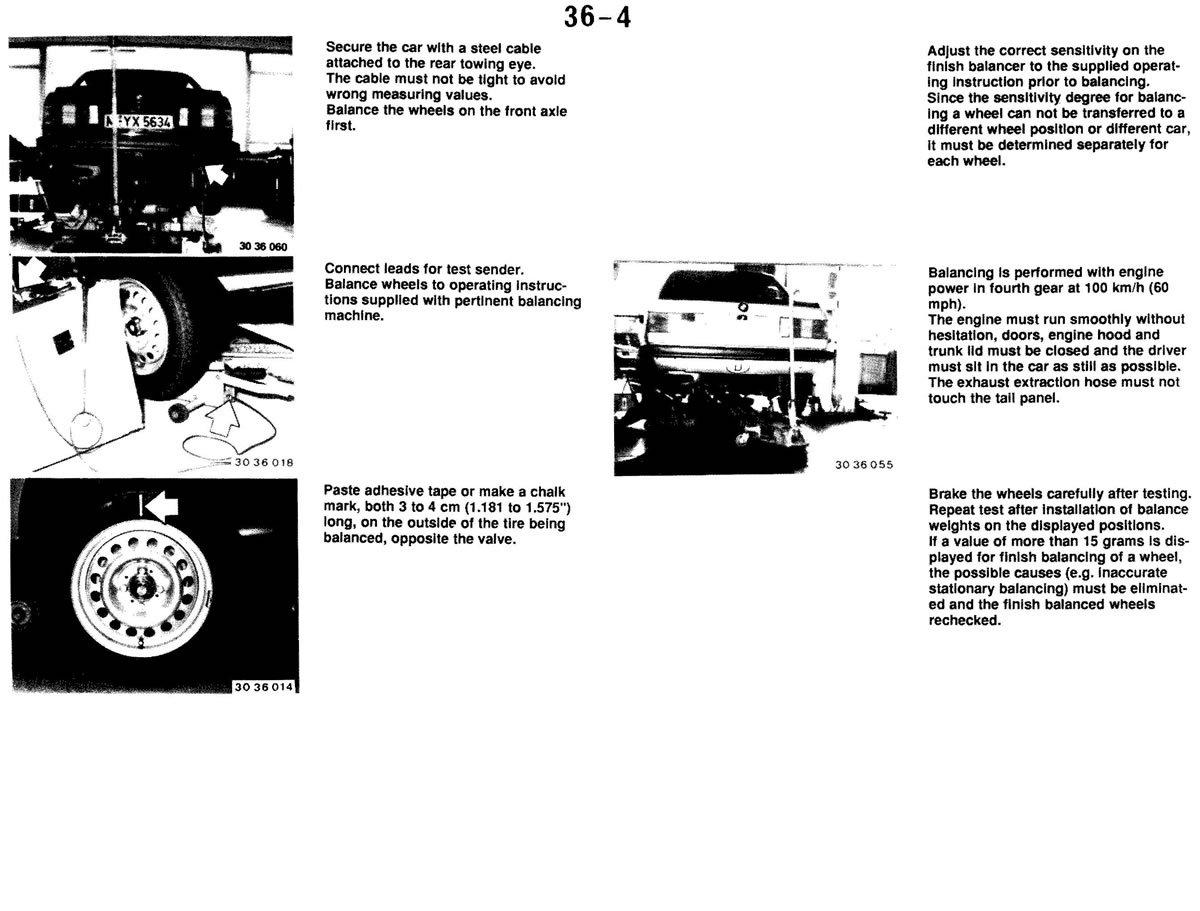 36-4
Secure the car with a steel cable
attached to the rear towing eye.
The cable must not be tight to avoid
wrong measuring values.
Balance the wheels on the front axle
first.
30 36 060
Connect leads for test sender.
Balance wheels to operating instruc-
tions supplied with pertinent balancing
machine.
30 36 018
Paste adhesive tape or make a chalk
mark, both 3 to 4 cm (1.181 to 1.575")
long, on the outside of the tire being
balanced, opposite the valve.
30 36 014
Adjust the correct sensitivity on the
finish balancer to the supplied operat-
ing instruction prior to balancing.
Since the sensitivity degree for balanc-
ing a wheel can not be transferred to a
different wheel position or different car,
it must be determined separately for
each wheel.
Balancing is performed with engine
power in fourth gear at 100 km/h (60
mph).
The engine must run smoothly without
hesitation, doors, engine hood and
trunk lid must be closed and the driver
must sit in the car as still as possible.
The exhaust extraction hose must not
touch the tail panel.
30 36 055
Brake the wheels carefully after testing.
Repeat test after installation of balance
weights on the displayed positions.
If a value of more than 15 grams is dis-
played for finish balancing of a wheel,
the possible causes (e.g. inaccurate
stationary balancing) must be eliminat-
ed and the finish balanced wheels
rechecked.